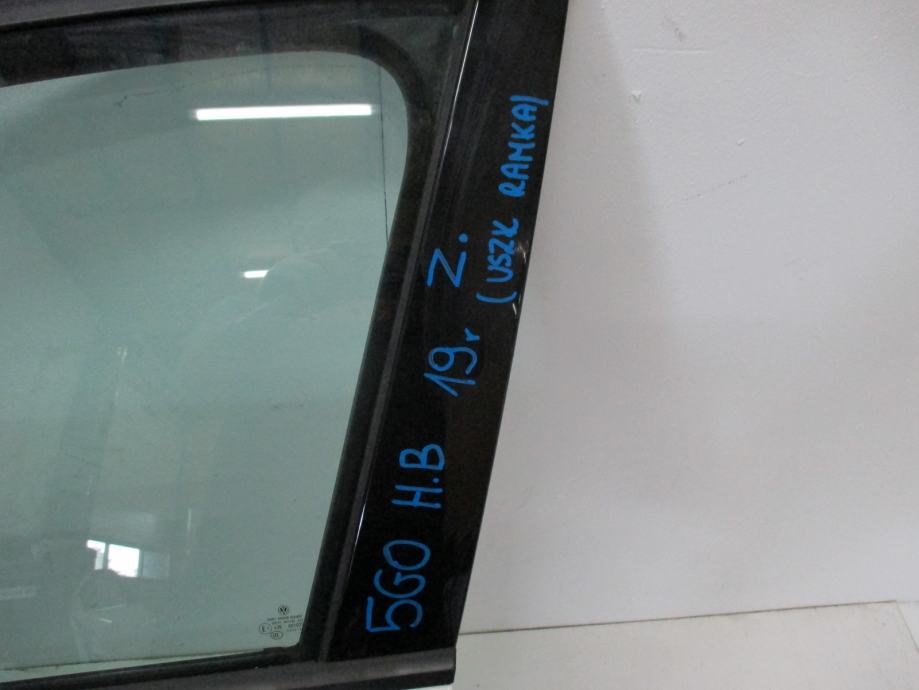 5G0 H.B 19r Z.
(USZK RAMKA)